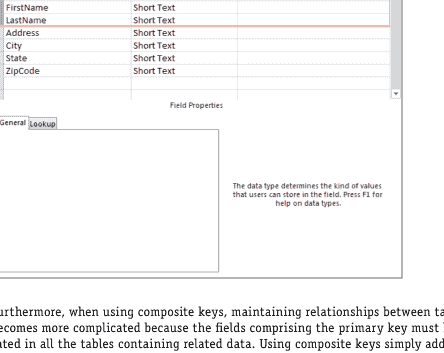 FirstName Short Text
LastName Short Text
Address Short Text
City Short Text
State Short Text
ZipCode Short Text
Field Properties
General Lookup
The data type determines the kind of values
that users can store in the field. Press F1 for
help on data types.
urthermore, when using composite keys, maintaining relationships between ta
ecomes more complicated because the fields comprising the primary key must
ated in all the tables containing related data. Using composite keys simply add